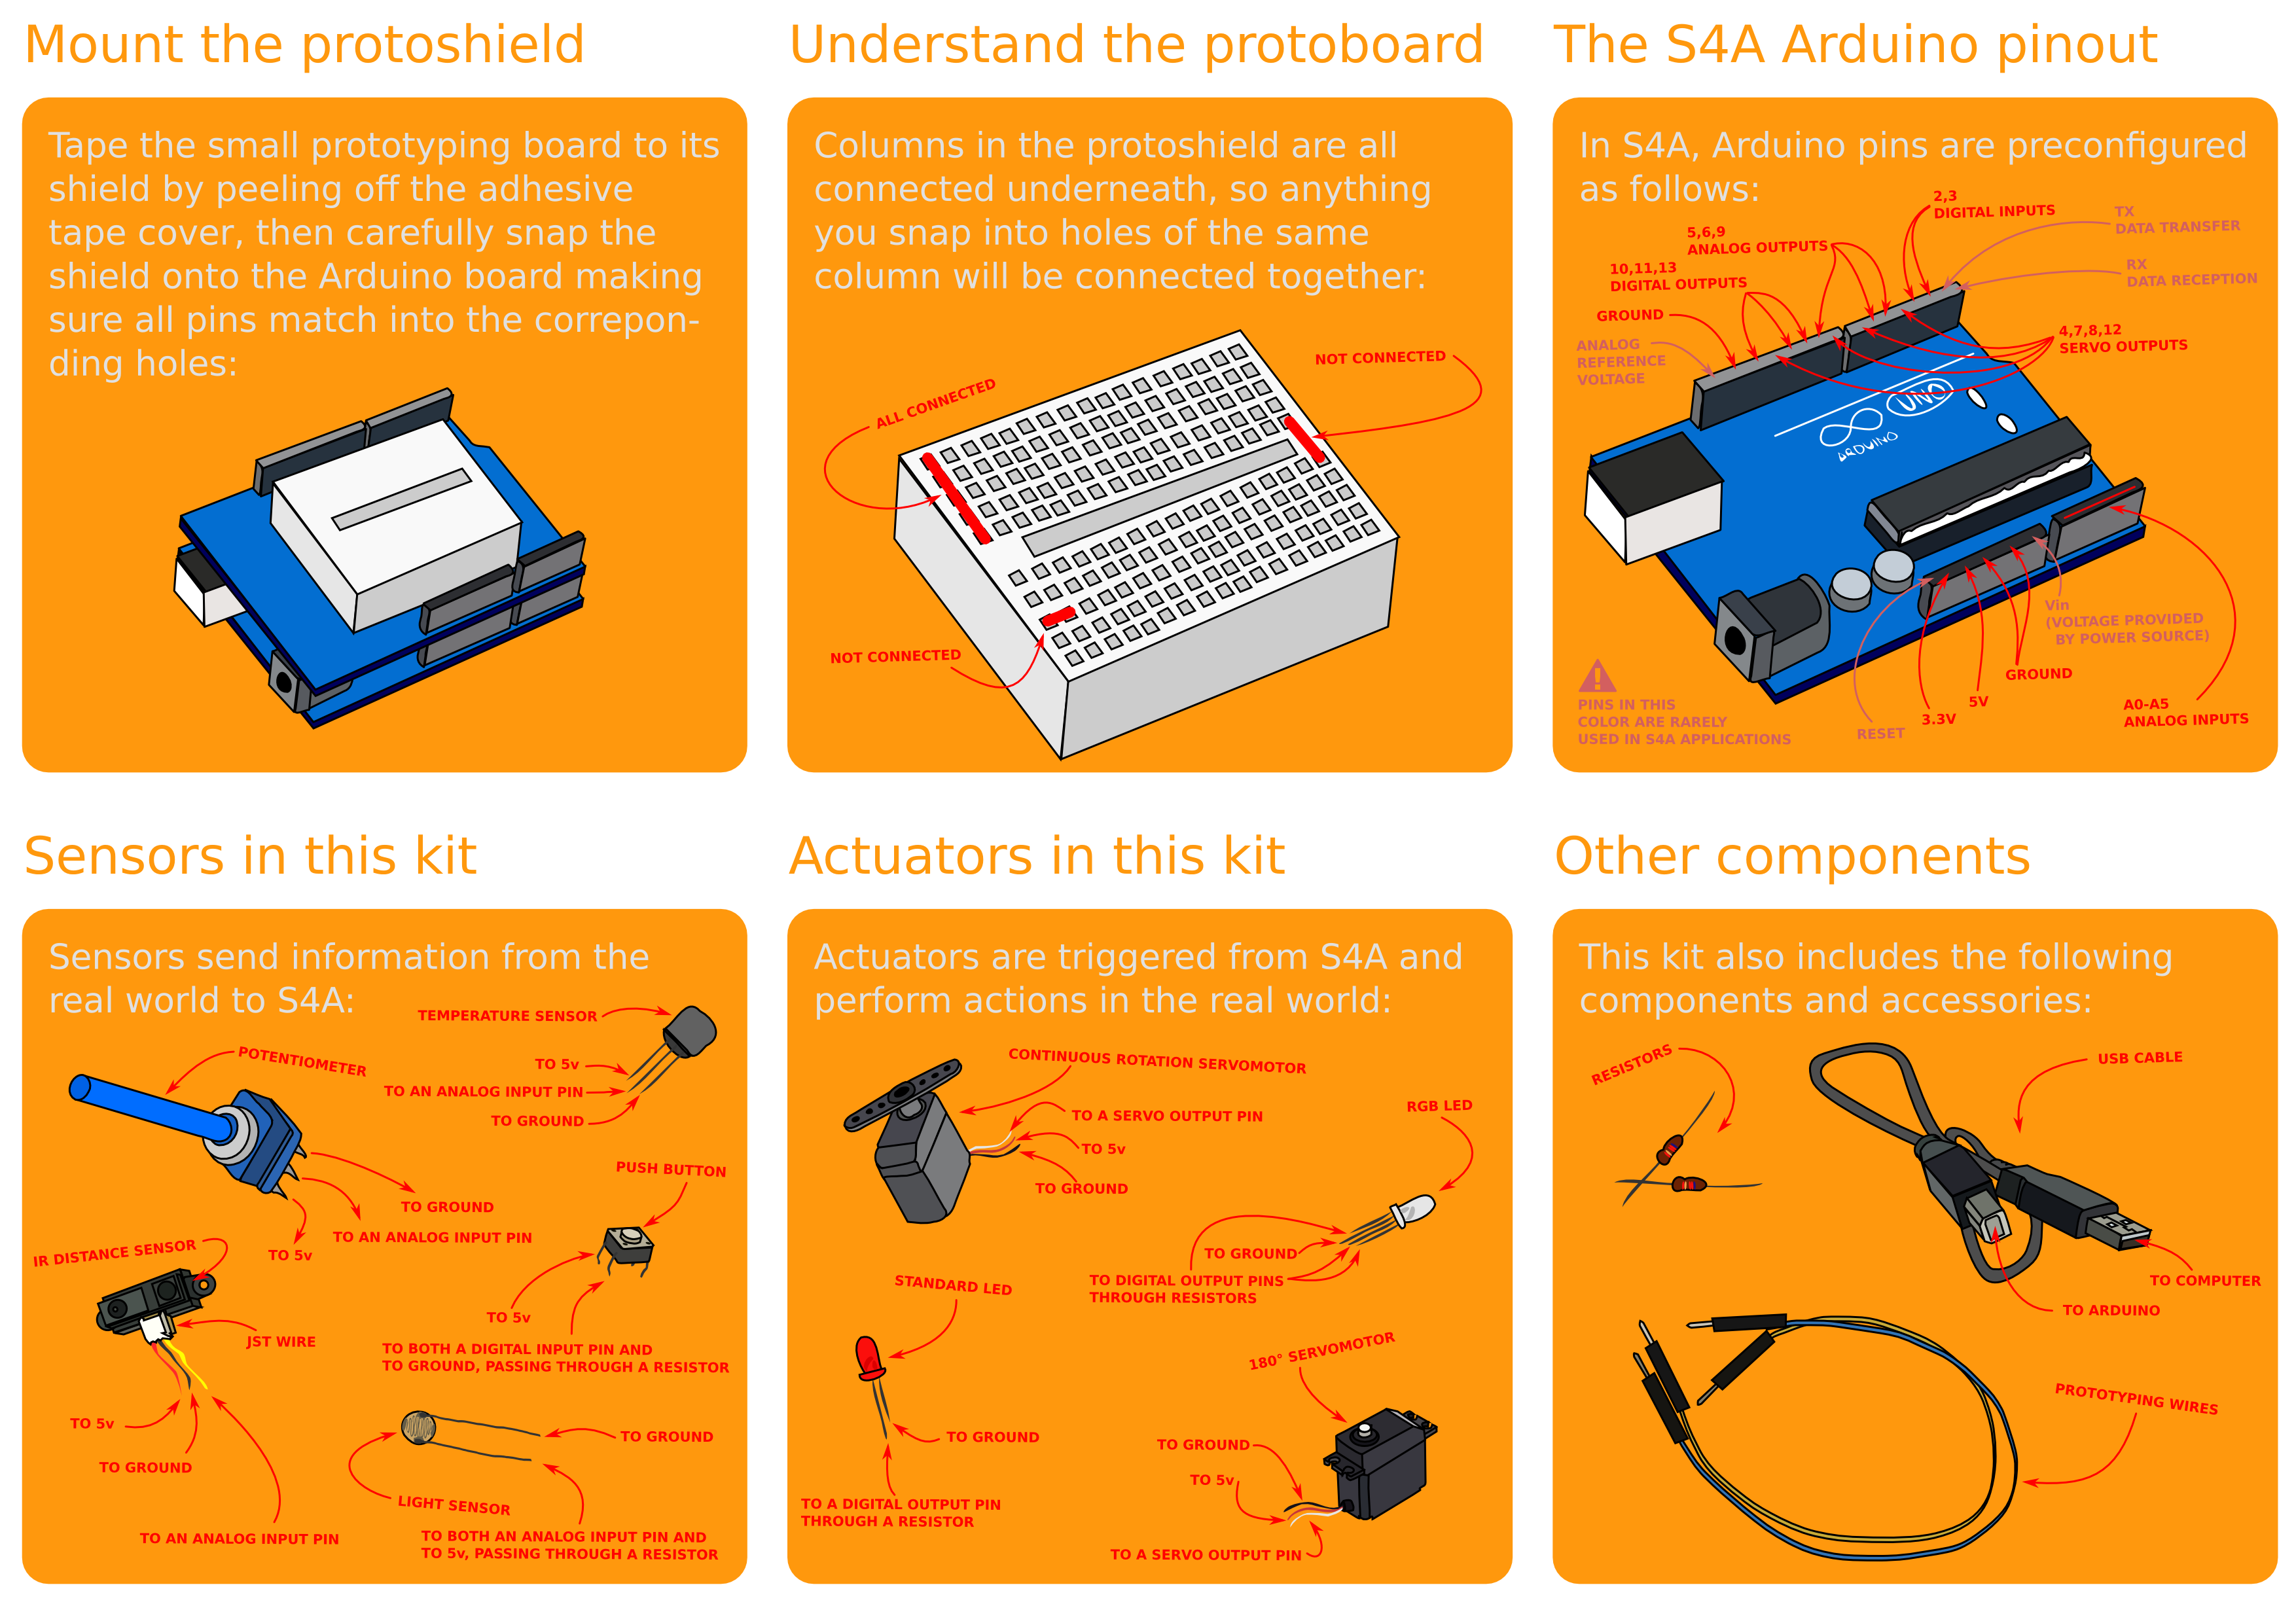 Mount the protoshield
Tape the small prototyping board to its
shield by peeling off the adhesive
tape cover, then carefully snap the
shield onto the Arduino board making
sure all pins match into the correpon-
ding holes:
Understand the protoboard
Columns in the protoshield are all
connected underneath, so anything
you snap into holes of the same
column will be connected together:
ALL CONNECTED
NOT CONNECTED
NOT CONNECTED
The S4A Arduino pinout
In S4A, Arduino pins are preconfigured
as follows:
2,3
DIGITAL INPUTS
TX
DATA TRANSFER
5,6,9
ANALOG OUTPUTS
RX
DATA RECEPTION
10,11,13
DIGITAL OUTPUTS
GROUND
4,7,8,12
SERVO OUTPUTS
ANALOG
REFERENCE
VOLTAGE
UNO
ARDUINO
Vin
(VOLTAGE PROVIDED
BY POWER SOURCE)
GROUND
5V
3.3V
RESET
A0-A5
ANALOG INPUTS
!
PINS IN THIS
COLOR ARE RARELY
USED IN S4A APPLICATIONS
Sensors in this kit
Sensors send information from the
real world to S4A:
TEMPERATURE SENSOR
TO 5v
TO AN ANALOG INPUT PIN
TO GROUND
POTENTIOMETER
TO GROUND
TO AN ANALOG INPUT PIN
TO 5v
PUSH BUTTON
TO 5v
TO BOTH A DIGITAL INPUT PIN AND
TO GROUND, PASSING THROUGH A RESISTOR
IR DISTANCE SENSOR
JST WIRE
TO 5v
TO GROUND
TO AN ANALOG INPUT PIN
TO GROUND
LIGHT SENSOR
TO BOTH AN ANALOG INPUT PIN AND
TO 5v, PASSING THROUGH A RESISTOR
Actuators in this kit
Actuators are triggered from S4A and
perform actions in the real world:
CONTINUOUS ROTATION SERVOMOTOR
TO A SERVO OUTPUT PIN
TO 5v
TO GROUND
RGB LED
TO GROUND
TO DIGITAL OUTPUT PINS
THROUGH RESISTORS
STANDARD LED
TO GROUND
TO A DIGITAL OUTPUT PIN
THROUGH A RESISTOR
180° SERVOMOTOR
TO GROUND
TO 5v
TO A SERVO OUTPUT PIN
Other components
This kit also includes the following
components and accessories:
RESISTORS
USB CABLE
TO COMPUTER
TO ARDUINO
PROTOTYPING WIRES